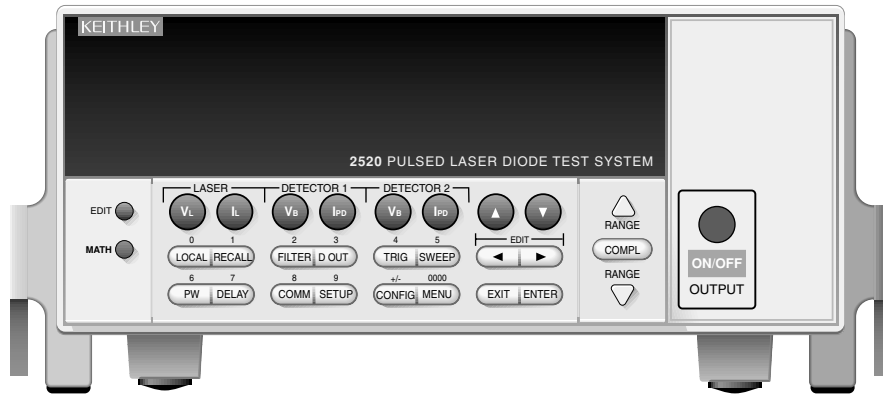 KEITHLEY
2520 PULSED LASER DIODE TEST SYSTEM
EDIT
MATH
LASER DETECTOR 1 DETECTOR 2
VL IL VB IPD VB IPD ▲ ▼
0 1 2 3 4 5 EDIT
LOCAL RECALL FILTER D OUT TRIG SWEEP ◀ ▶
6 7 8 9 +/- 0000
PW DELAY COMM SETUP CONFIG MENU EXIT ENTER
RANGE
COMPL
RANGE
ON/OFF
OUTPUT